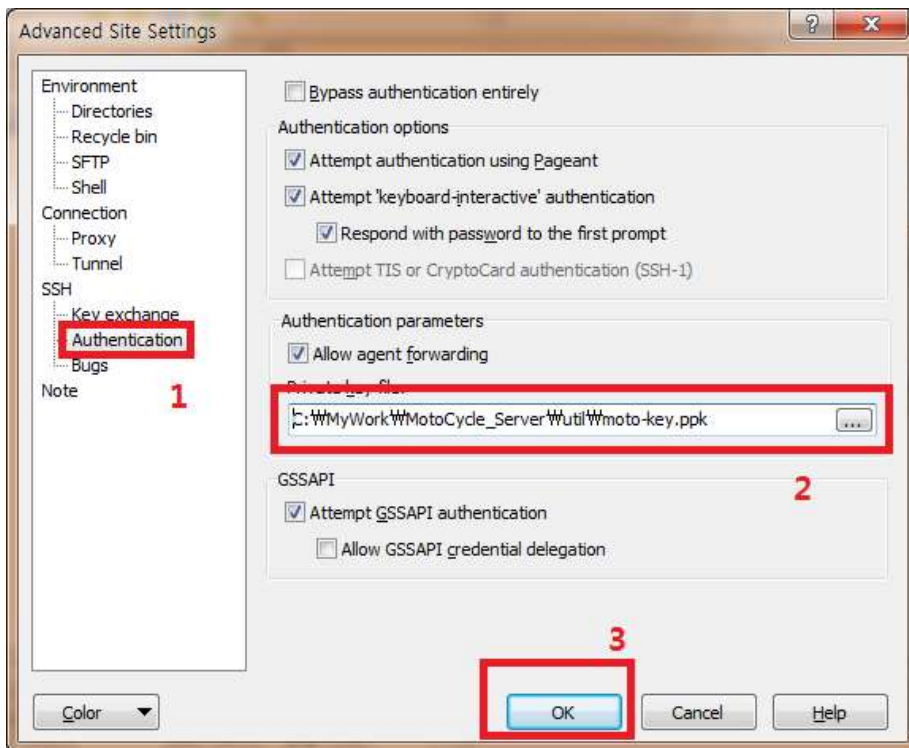 Advanced Site Settings
Environment
Directories
Recycle bin
SFTP
Shell
Connection
Proxy
Tunnel
SSH
Key exchange
Authentication
Bugs
Note
1
Bypass authentication entirely
Authentication options
Attempt authentication using Pageant
Attempt 'keyboard-interactive' authentication
Respond with password to the first prompt
Attempt TIS or CryptoCard authentication (SSH-1)
Authentication parameters
Allow agent forwarding
Private key file:
C:₩MyWork₩MotoCycle_Server₩util₩moto-key.ppk
...
2
GSSAPI
Attempt GSSAPI authentication
Allow GSSAPI credential delegation
3
Color
OK
Cancel
Help